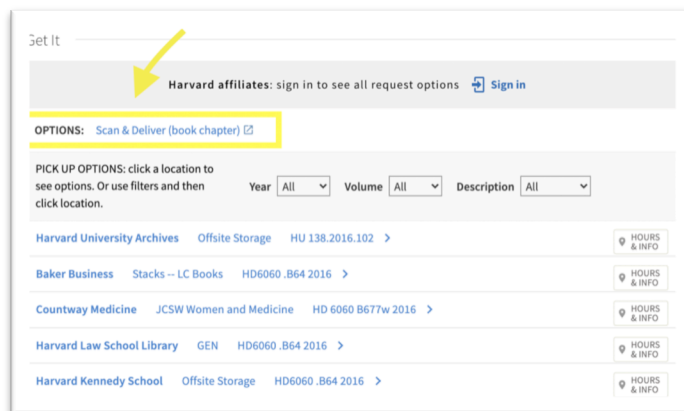 Get It
Harvard affiliates: sign in to see all request options Sign in
OPTIONS: Scan & Deliver (book chapter)
PICK UP OPTIONS: click a location to
see options. Or use filters and then
click location.
Year All Volume All Description All
Harvard University Archives Offsite Storage HU 138.2016.102 >
HOURS
& INFO
Baker Business Stacks -- LC Books HD6060 .B64 2016 >
HOURS
& INFO
Countway Medicine JCSW Women and Medicine HD 6060 B677w 2016 >
HOURS
& INFO
Harvard Law School Library GEN HD6060 .B64 2016 >
HOURS
& INFO
Harvard Kennedy School Offsite Storage HD6060 .B64 2016 >
HOURS
& INFO